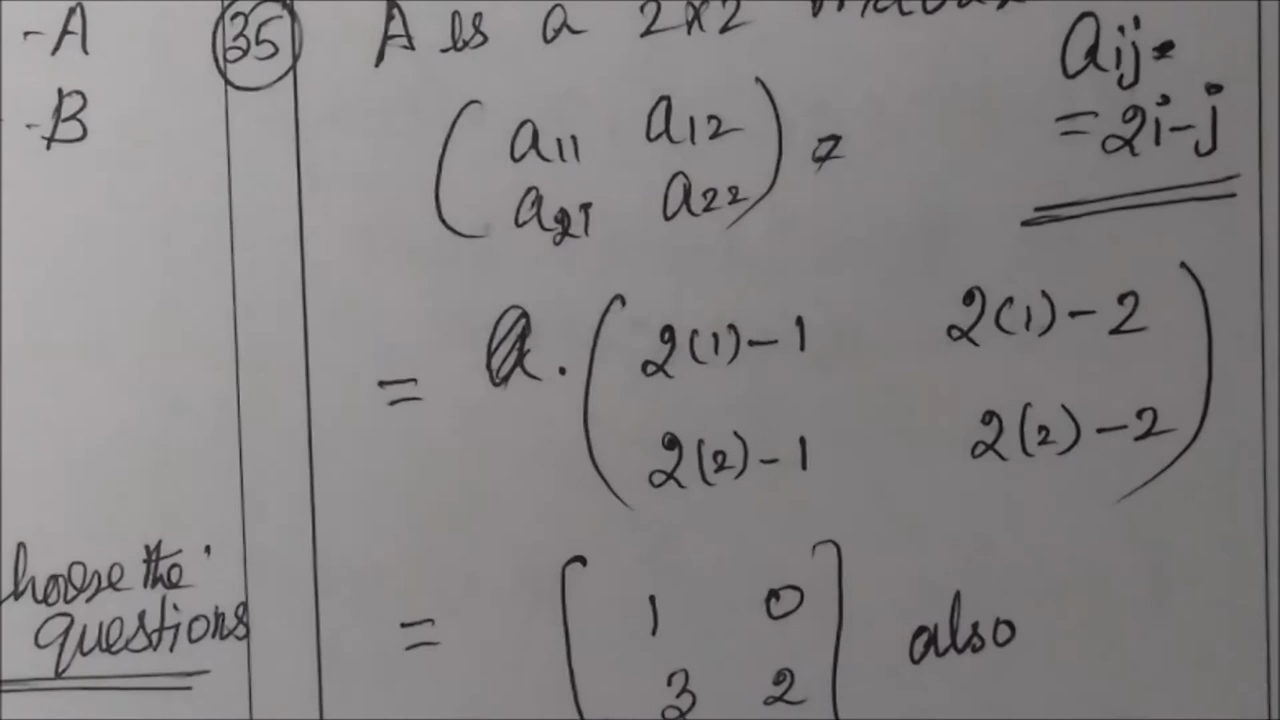 -A
-B
hoose the
questions
35 A is a 2x2
aij=
= 2i-j
( a11 a12
a21 a22 ) =
= ( 2(1)-1 2(1)-2
2(2)-1 2(2)-2 )
= [ 1 0
3 2 ] also